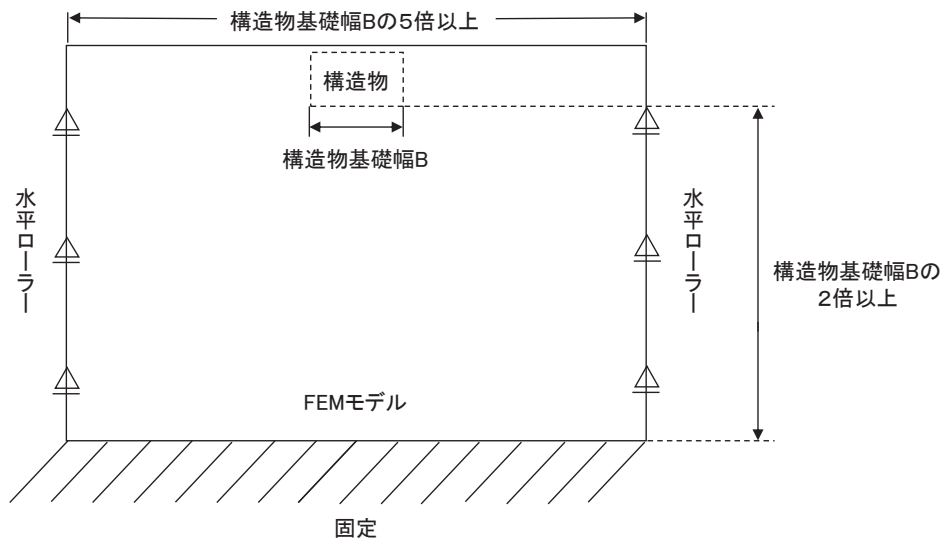 構造物基礎幅Bの5倍以上
構造物
構造物基礎幅B
水平ローラー
水平ローラー
構造物基礎幅Bの
2倍以上
FEMモデル
固定